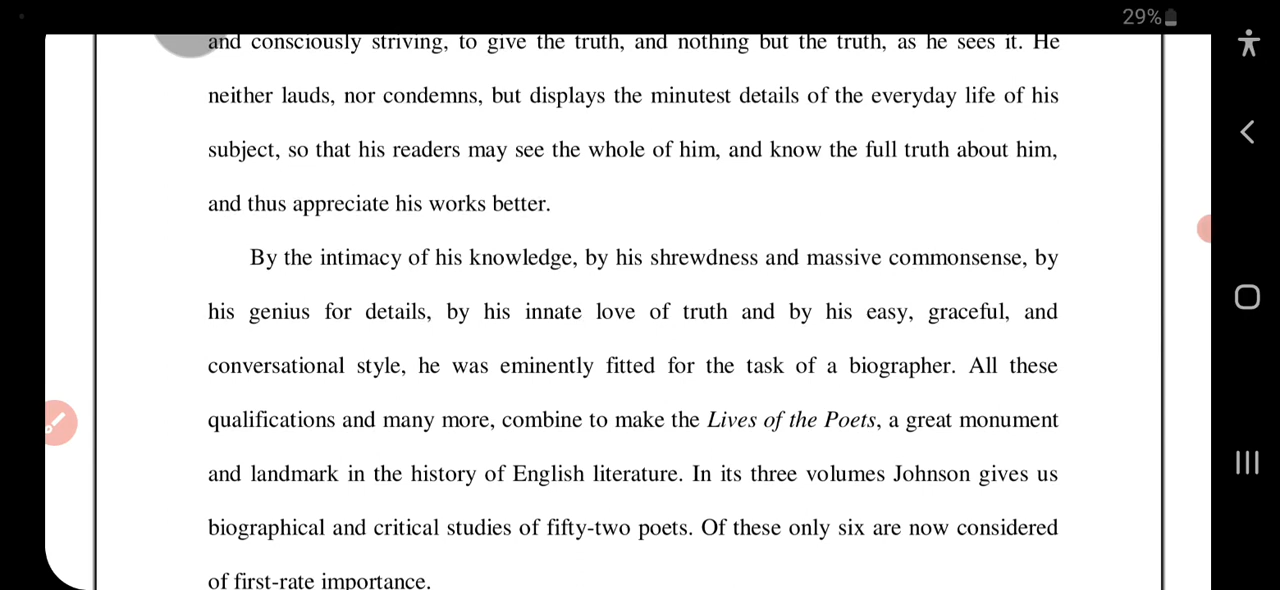 29%
and consciously striving, to give the truth, and nothing but the truth, as he sees it. He
neither lauds, nor condemns, but displays the minutest details of the everyday life of his
subject, so that his readers may see the whole of him, and know the full truth about him,
and thus appreciate his works better.
By the intimacy of his knowledge, by his shrewdness and massive commonsense, by
his genius for details, by his innate love of truth and by his easy, graceful, and
conversational style, he was eminently fitted for the task of a biographer. All these
qualifications and many more, combine to make the Lives of the Poets, a great monument
and landmark in the history of English literature. In its three volumes Johnson gives us
biographical and critical studies of fifty-two poets. Of these only six are now considered
of first-rate importance.